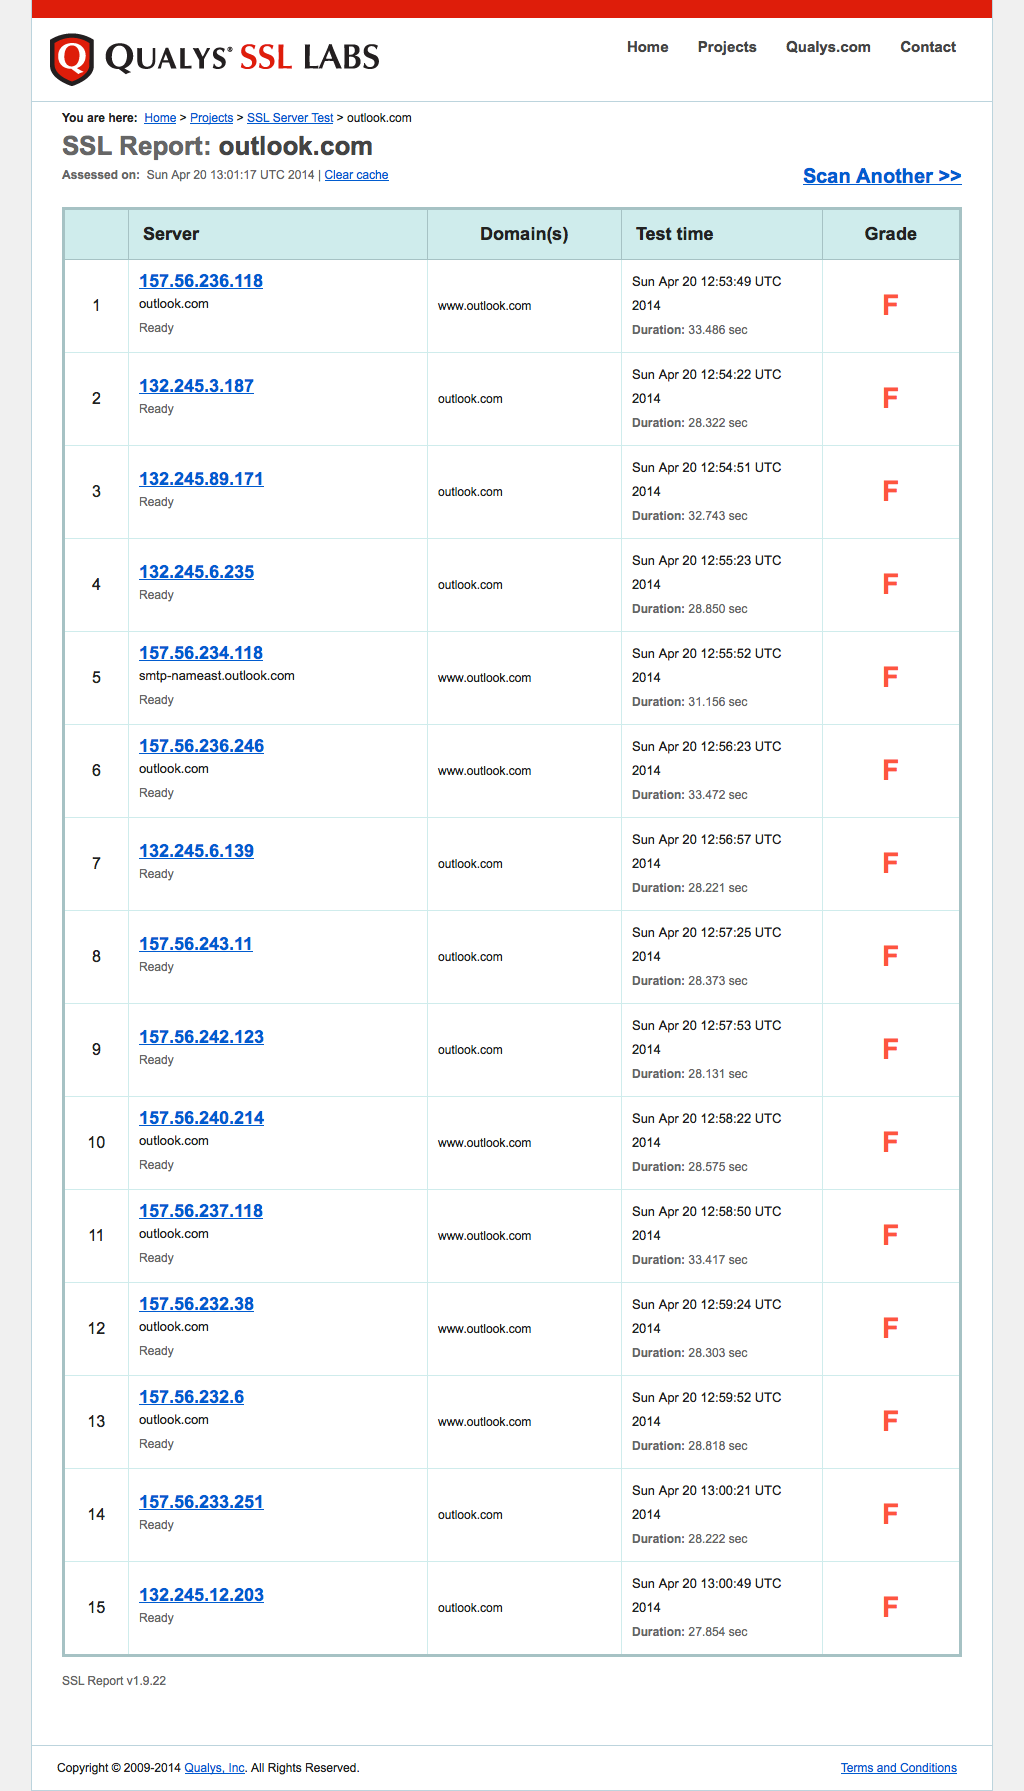 QUALYS® SSL LABS
Home Projects Qualys.com Contact
You are here: Home > Projects > SSL Server Test > outlook.com
SSL Report: outlook.com
Assessed on: Sun Apr 20 13:01:17 UTC 2014 | Clear cache
Scan Another >>
Server Domain(s) Test time Grade
1
157.56.236.118
outlook.com
Ready
www.outlook.com
Sun Apr 20 12:53:49 UTC
2014
Duration: 33.486 sec
F
2
132.245.3.187
Ready
outlook.com
Sun Apr 20 12:54:22 UTC
2014
Duration: 28.322 sec
F
3
132.245.89.171
Ready
outlook.com
Sun Apr 20 12:54:51 UTC
2014
Duration: 32.743 sec
F
4
132.245.6.235
Ready
outlook.com
Sun Apr 20 12:55:23 UTC
2014
Duration: 28.850 sec
F
5
157.56.234.118
smtp-nameast.outlook.com
Ready
www.outlook.com
Sun Apr 20 12:55:52 UTC
2014
Duration: 31.156 sec
F
6
157.56.236.246
outlook.com
Ready
www.outlook.com
Sun Apr 20 12:56:23 UTC
2014
Duration: 33.472 sec
F
7
132.245.6.139
Ready
outlook.com
Sun Apr 20 12:56:57 UTC
2014
Duration: 28.221 sec
F
8
157.56.243.11
Ready
outlook.com
Sun Apr 20 12:57:25 UTC
2014
Duration: 28.373 sec
F
9
157.56.242.123
Ready
outlook.com
Sun Apr 20 12:57:53 UTC
2014
Duration: 28.131 sec
F
10
157.56.240.214
outlook.com
Ready
www.outlook.com
Sun Apr 20 12:58:22 UTC
2014
Duration: 28.575 sec
F
11
157.56.237.118
outlook.com
Ready
www.outlook.com
Sun Apr 20 12:58:50 UTC
2014
Duration: 33.417 sec
F
12
157.56.232.38
outlook.com
Ready
www.outlook.com
Sun Apr 20 12:59:24 UTC
2014
Duration: 28.303 sec
F
13
157.56.232.6
outlook.com
Ready
www.outlook.com
Sun Apr 20 12:59:52 UTC
2014
Duration: 28.818 sec
F
14
157.56.233.251
Ready
outlook.com
Sun Apr 20 13:00:21 UTC
2014
Duration: 28.222 sec
F
15
132.245.12.203
Ready
outlook.com
Sun Apr 20 13:00:49 UTC
2014
Duration: 27.854 sec
F
SSL Report v1.9.22
Copyright © 2009-2014 Qualys, Inc. All Rights Reserved.
Terms and Conditions